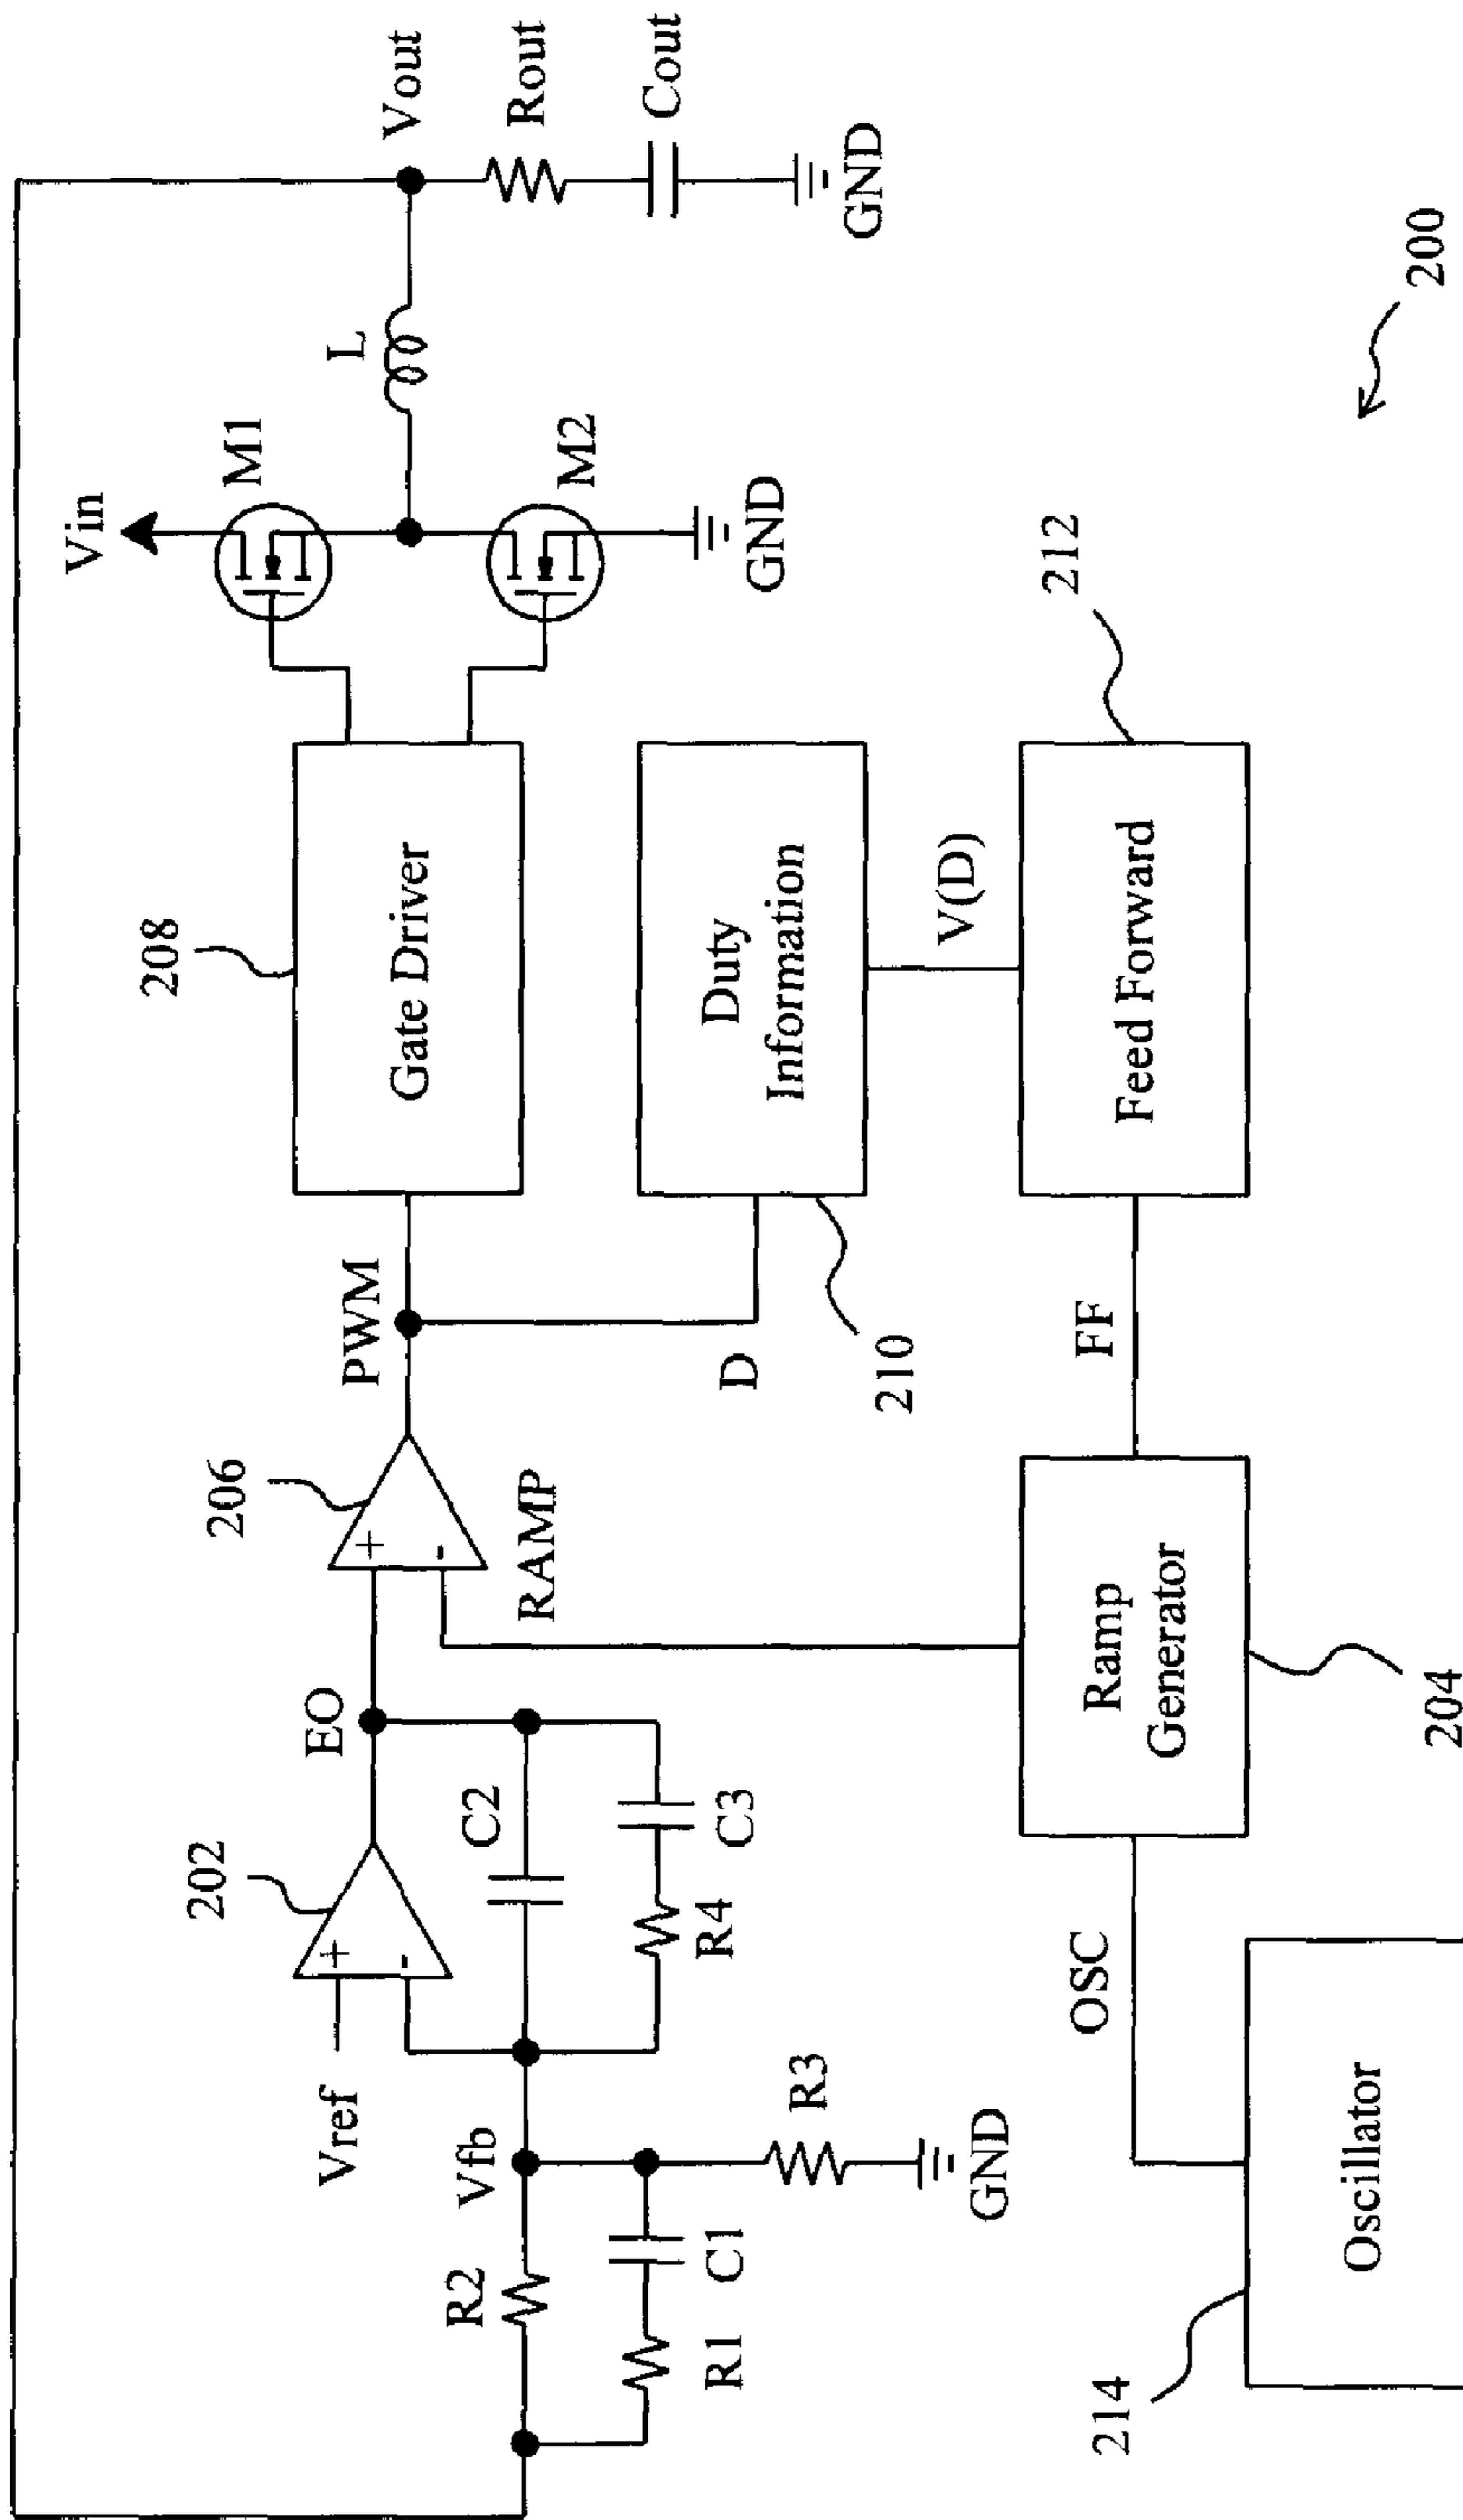 Vin
M1
L
Vout
Rout
Cout
GND
M2
GND
208
Gate Driver
PWM
206
+
-
RAMP
EO
202
+
-
Vref
C2
R4
C3
Vfb
R2
R1
C1
R3
GND
D
210
Duty
Information
V(D)
212
Feed Forward
FF
Ramp
Generator
204
OSC
214
Oscillator
200